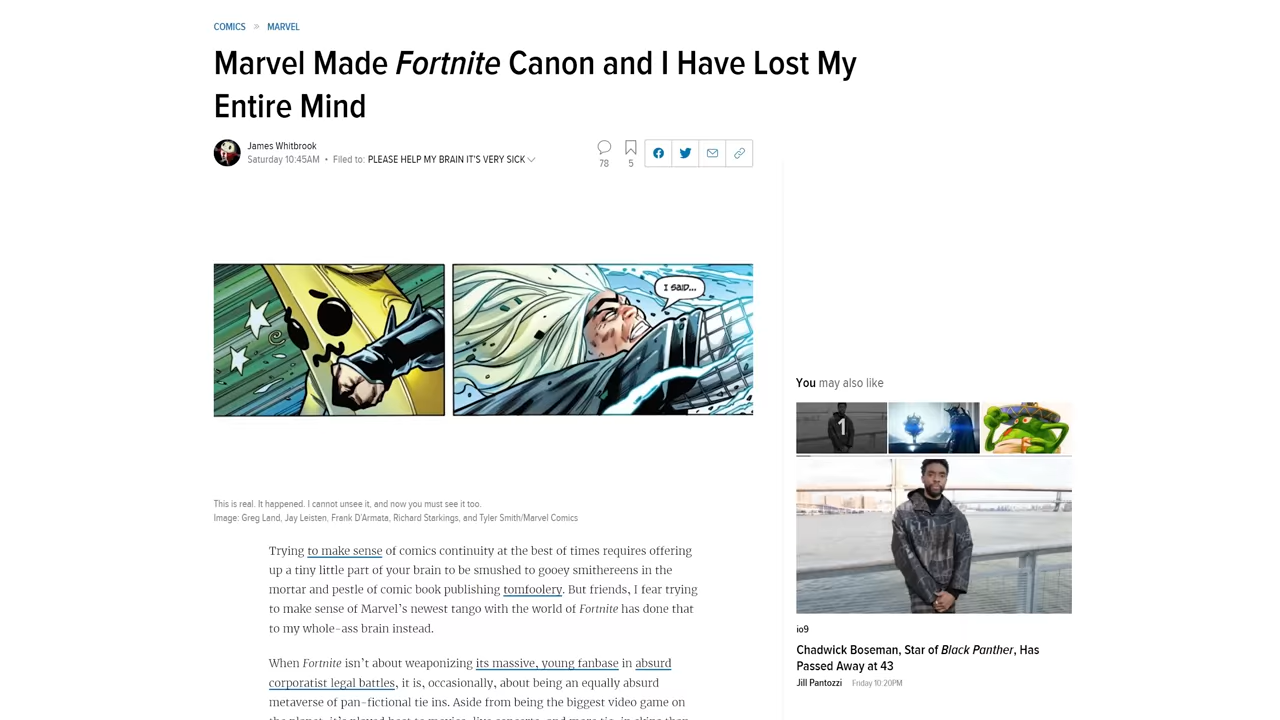 COMICS » MARVEL
Marvel Made Fortnite Canon and I Have Lost My
Entire Mind
James Whitbrook
Saturday 10:45AM • Filed to: PLEASE HELP MY BRAIN IT'S VERY SICK
78
5
I SAID...
This is real. It happened. I cannot unsee it, and now you must see it too.
Image: Greg Land, Jay Leisten, Frank D'Armata, Richard Starkings, and Tyler Smith/Marvel Comics
Trying to make sense of comics continuity at the best of times requires offering
up a tiny little part of your brain to be smushed to gooey smithereens in the
mortar and pestle of comic book publishing tomfoolery. But friends, I fear trying
to make sense of Marvel's newest tango with the world of Fortnite has done that
to my whole-ass brain instead.
When Fortnite isn't about weaponizing its massive, young fanbase in absurd
corporatist legal battles, it is, occasionally, about being an equally absurd
metaverse of pan-fictional tie ins. Aside from being the biggest video game on
You may also like
1
io9
Chadwick Boseman, Star of Black Panther, Has
Passed Away at 43
Jill Pantozzi Friday 10:20PM